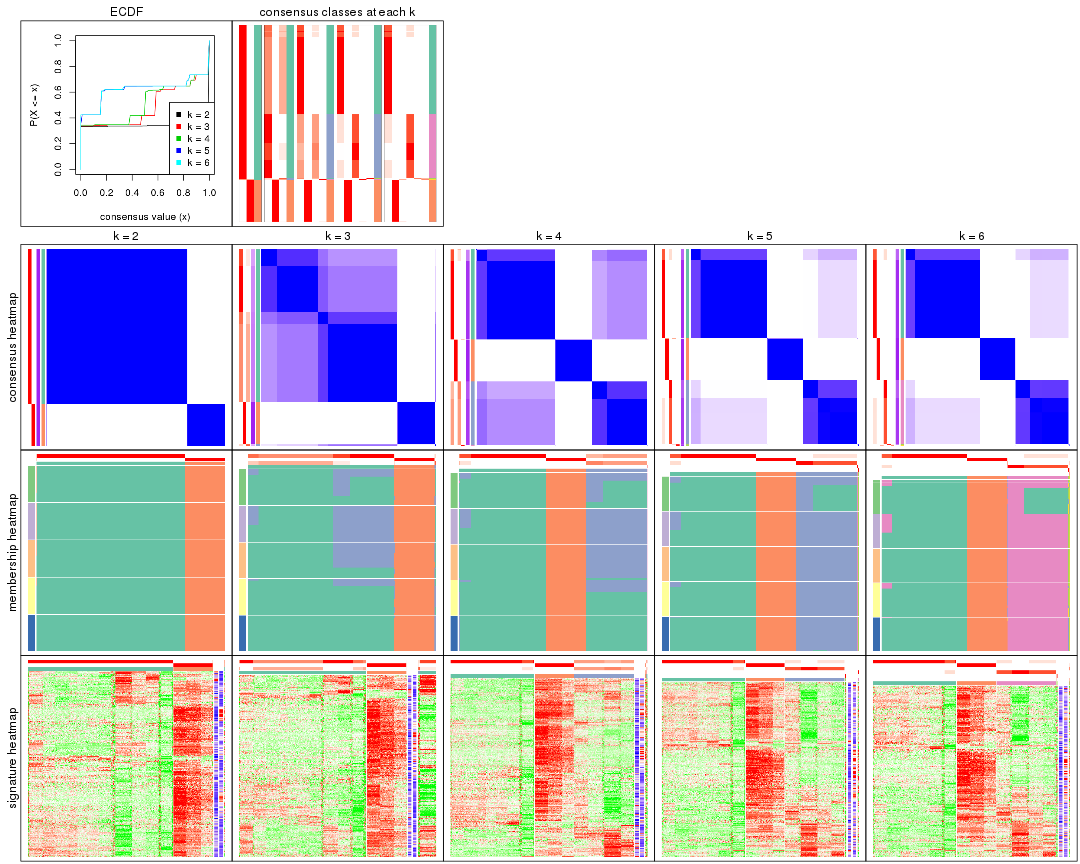 ECDF
consensus classes at each k
P(X <= x)
0.0 0.2 0.4 0.6 0.8 1.0
k = 2
k = 3
k = 4
k = 5
k = 6
0.0 0.2 0.4 0.6 0.8 1.0
consensus value (x)
k = 2
k = 3
k = 4
k = 5
k = 6
consensus heatmap
membership heatmap
signature heatmap